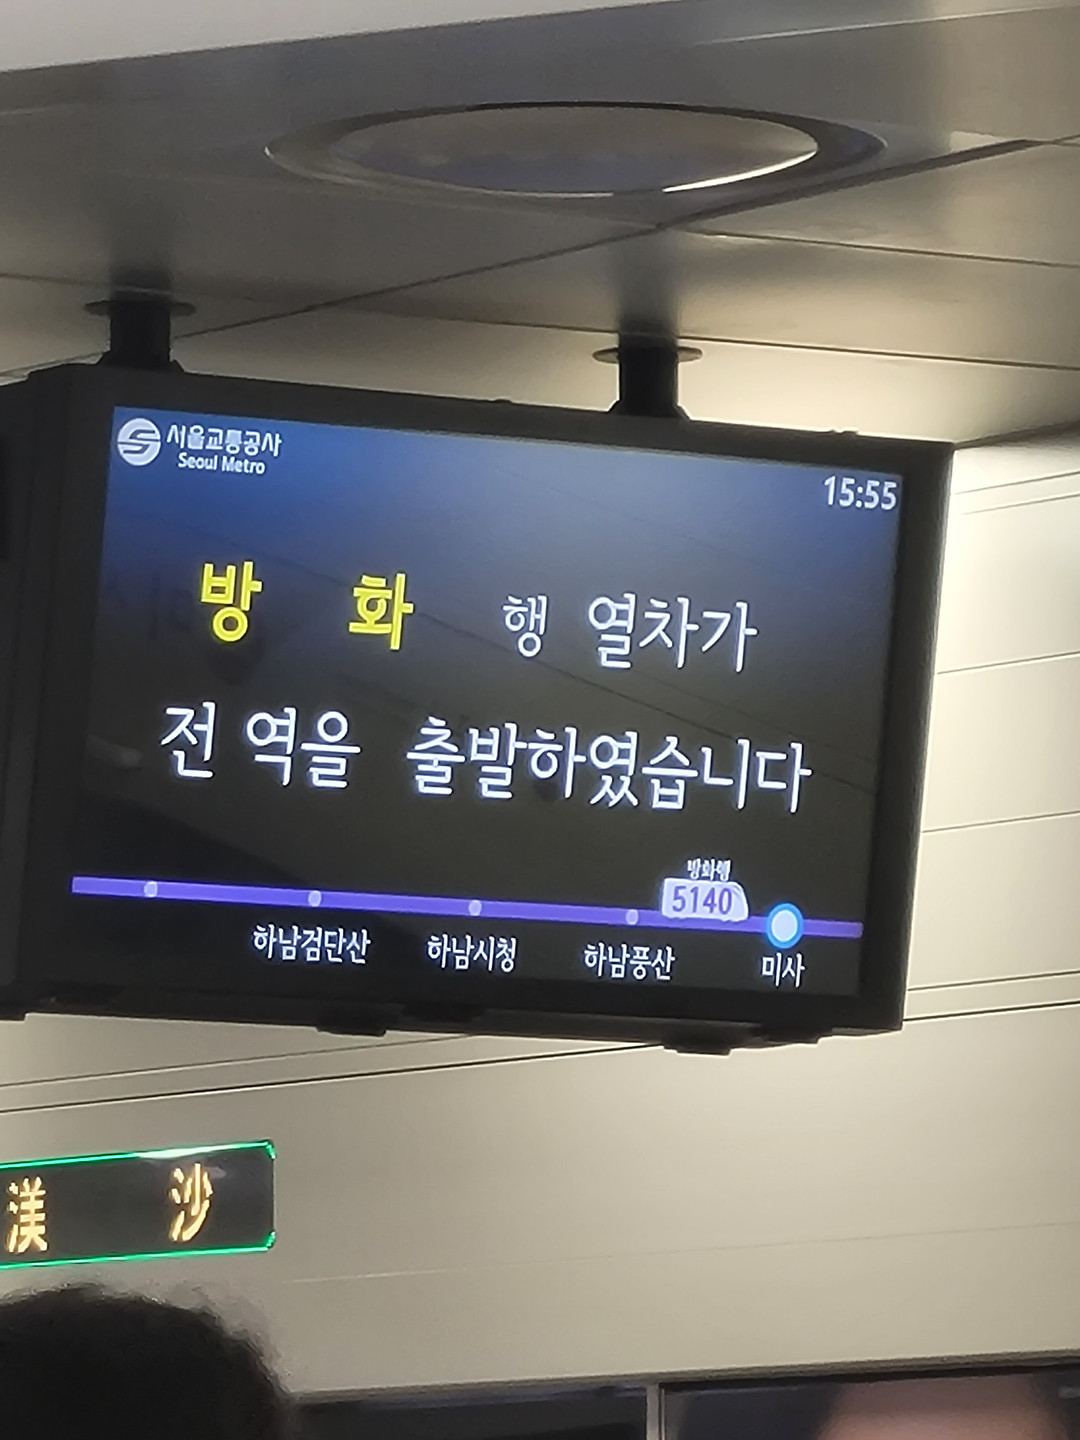 서울교통공사
Seoul Metro
15:55
방 화 행 열차가
전 역을 출발하였습니다
방화행
5140
하남검단산 하남시청 하남풍산 미사
渼 沙